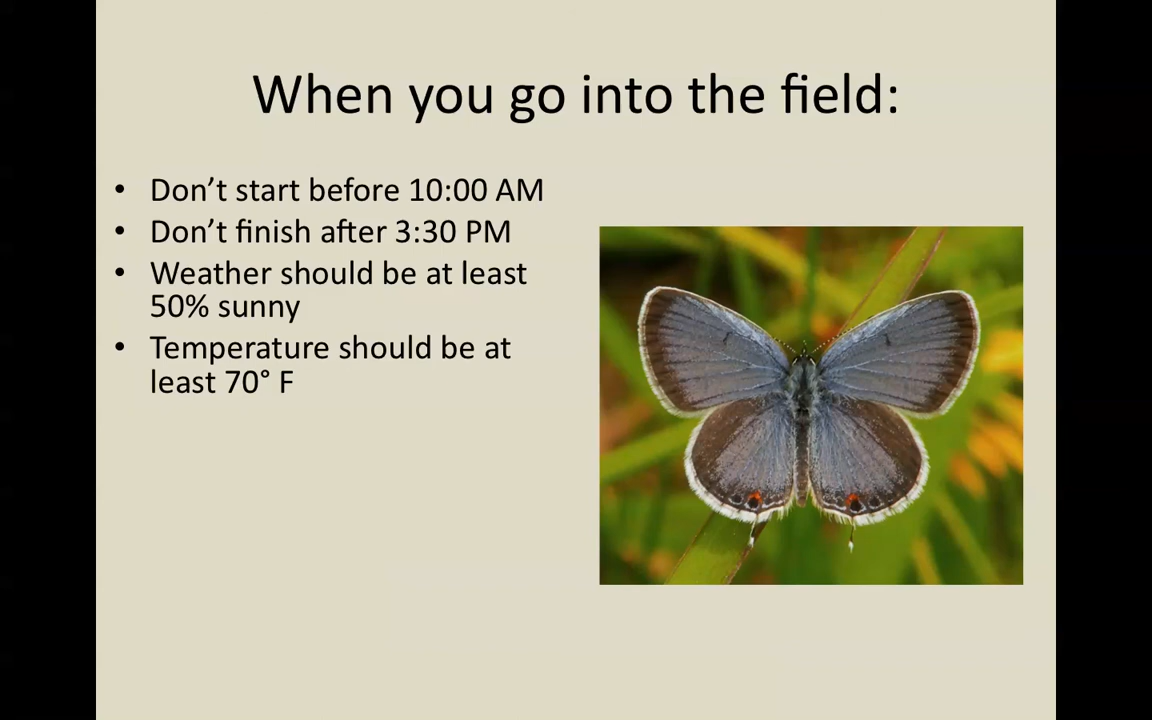 When you go into the field:
• Don’t start before 10:00 AM
• Don’t finish after 3:30 PM
• Weather should be at least
50% sunny
• Temperature should be at
least 70° F